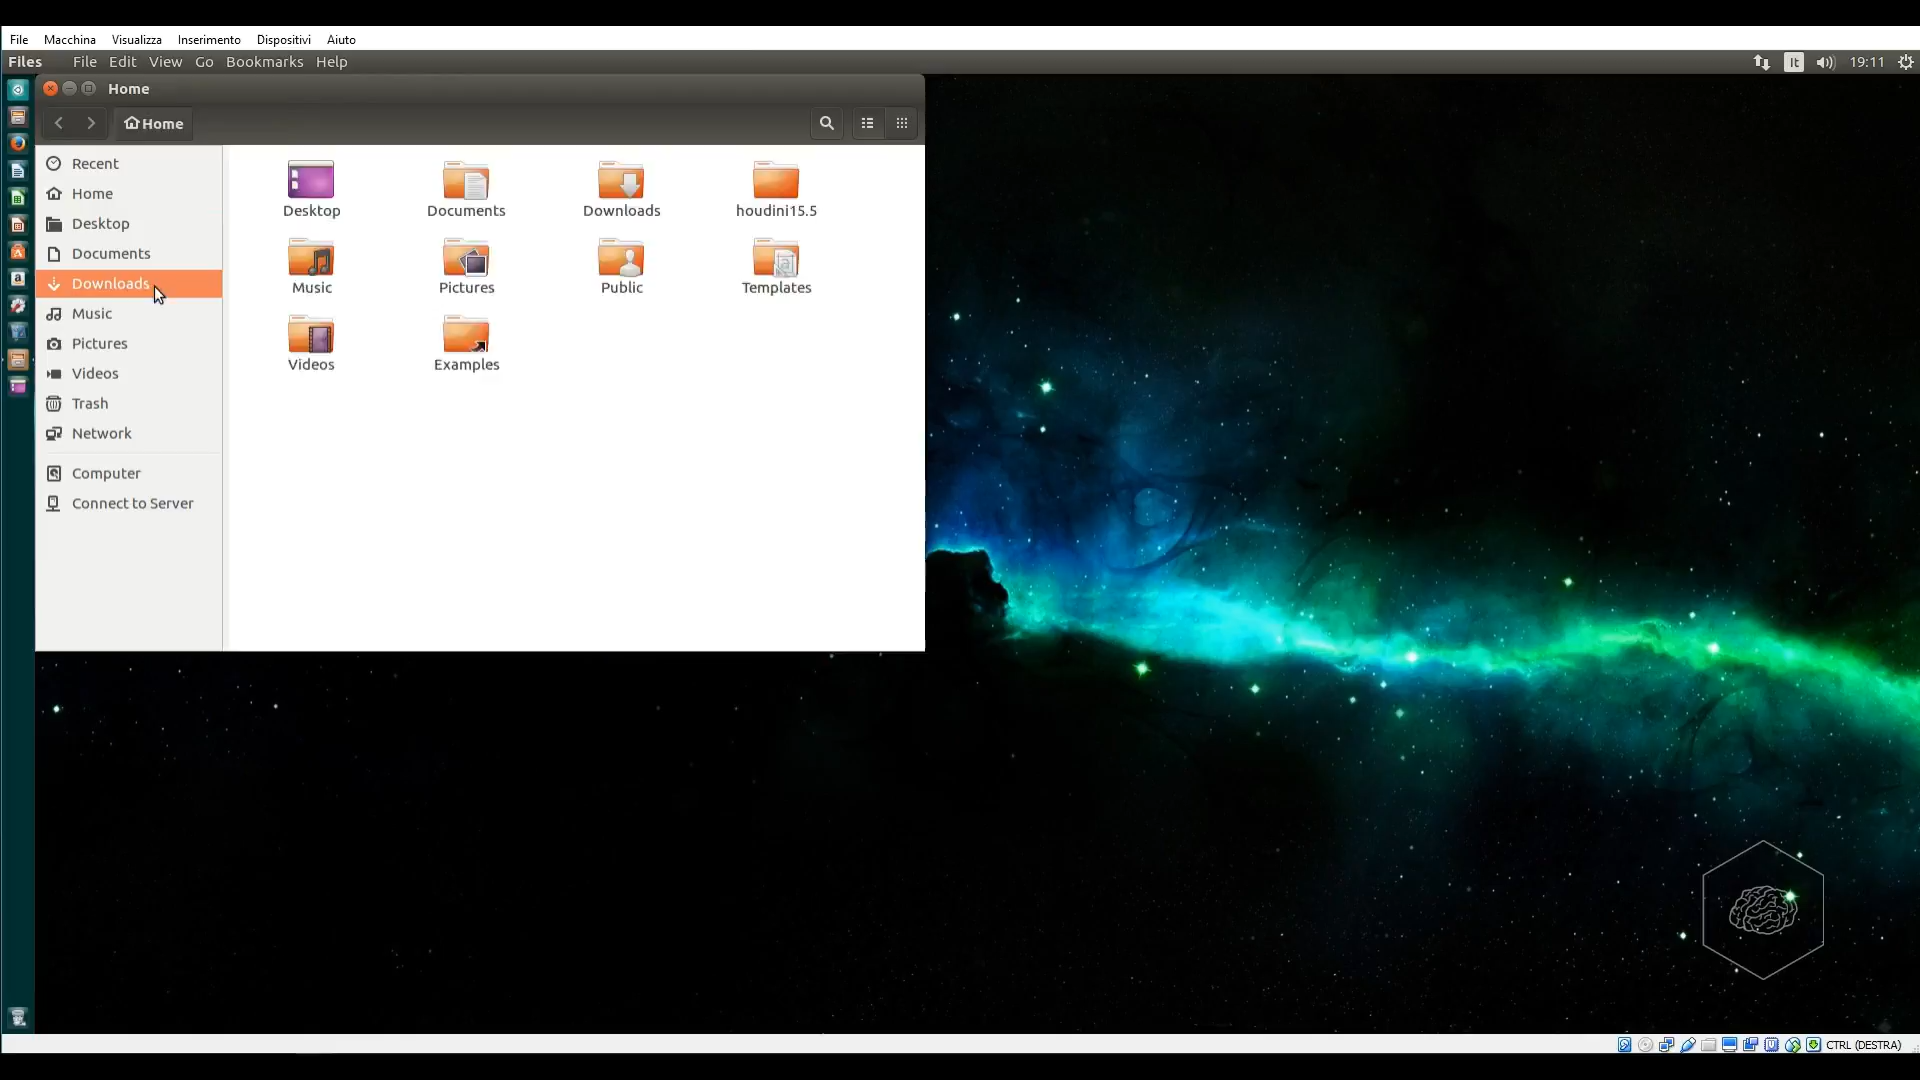 File Macchina Visualizza Inserimento Dispositivi Aiuto
Files File Edit View Go Bookmarks Help It 19:11
Home
Home
Recent
Home
Desktop
Documents
Downloads
Music
Pictures
Videos
Trash
Network
Computer
Connect to Server
Desktop Documents Downloads houdini15.5
Music Pictures Public Templates
Videos Examples
CTRL (DESTRA)